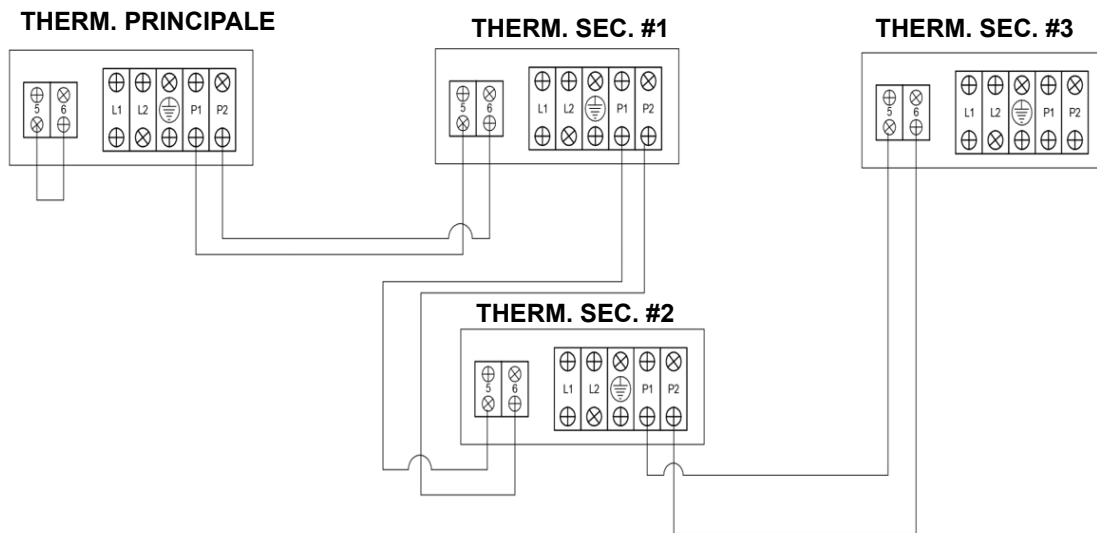 THERM. PRINCIPALE
5 6 L1 L2 P1 P2
THERM. SEC. #1
5 6 L1 L2 P1 P2
THERM. SEC. #3
5 6 L1 L2 P1 P2
THERM. SEC. #2
5 6 L1 L2 P1 P2